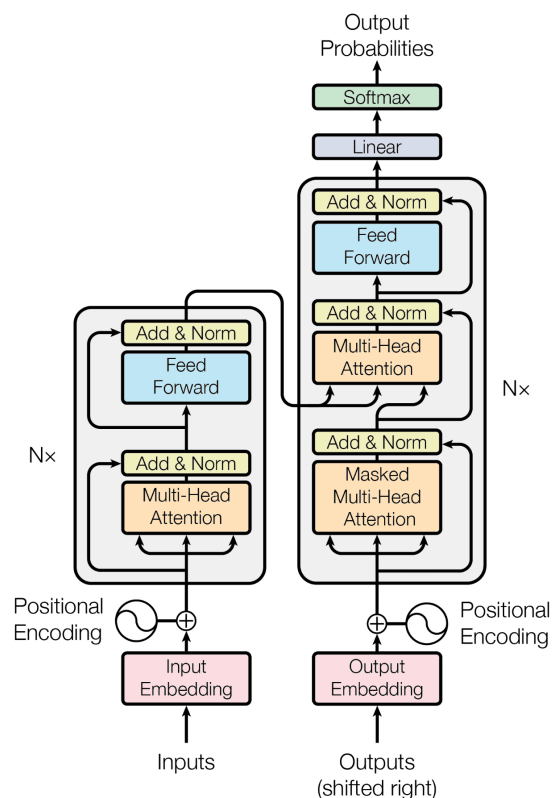 Output
Probabilities
Softmax
Linear
Add & Norm
Feed
Forward
Add & Norm
Multi-Head
Attention
Add & Norm
Masked
Multi-Head
Attention
N×
Add & Norm
Feed
Forward
Add & Norm
Multi-Head
Attention
N×
Positional
Encoding
Positional
Encoding
Input
Embedding
Output
Embedding
Inputs
Outputs
(shifted right)